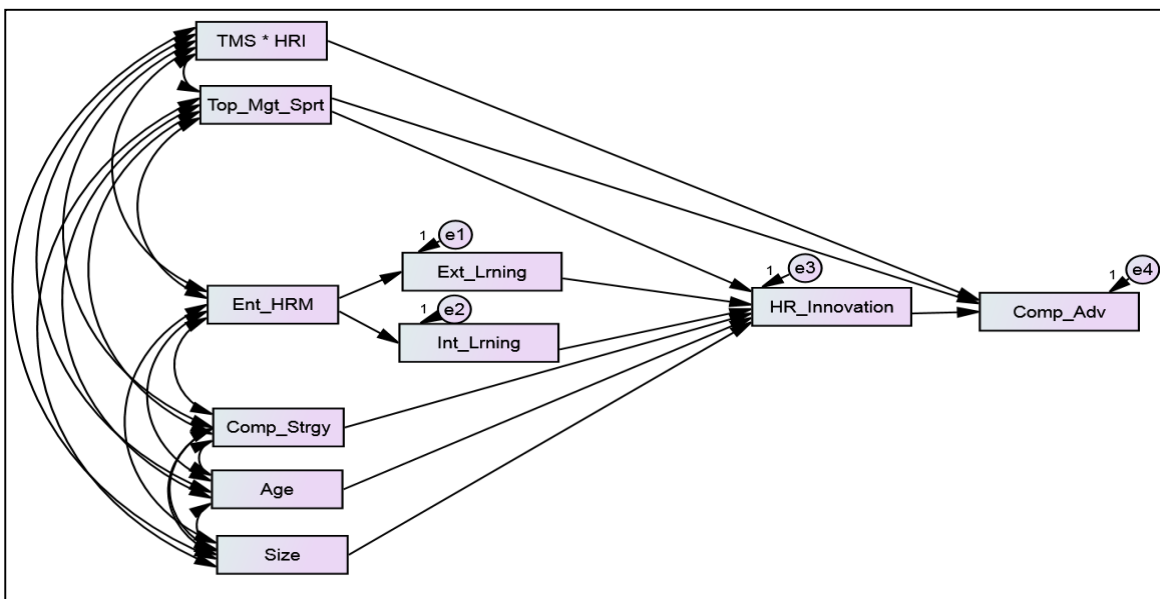 TMS * HRI
Top_Mgt_Sprt
1 e1
Ext_Lrning
Ent_HRM
1 e2
Int_Lrning
1 e3
HR_Innovation
1 e4
Comp_Adv
Comp_Strgy
Age
Size